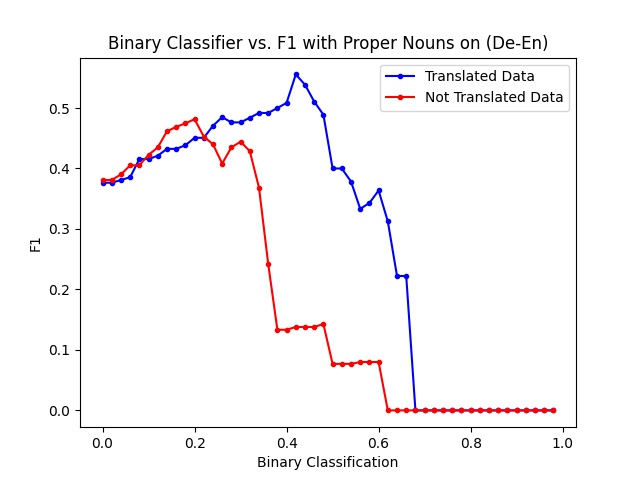 Binary Classifier vs. F1 with Proper Nouns on (De-En)
Translated Data
Not Translated Data
0.5
0.4
0.3
0.2
0.1
0.0
F1
0.0 0.2 0.4 0.6 0.8 1.0
Binary Classification